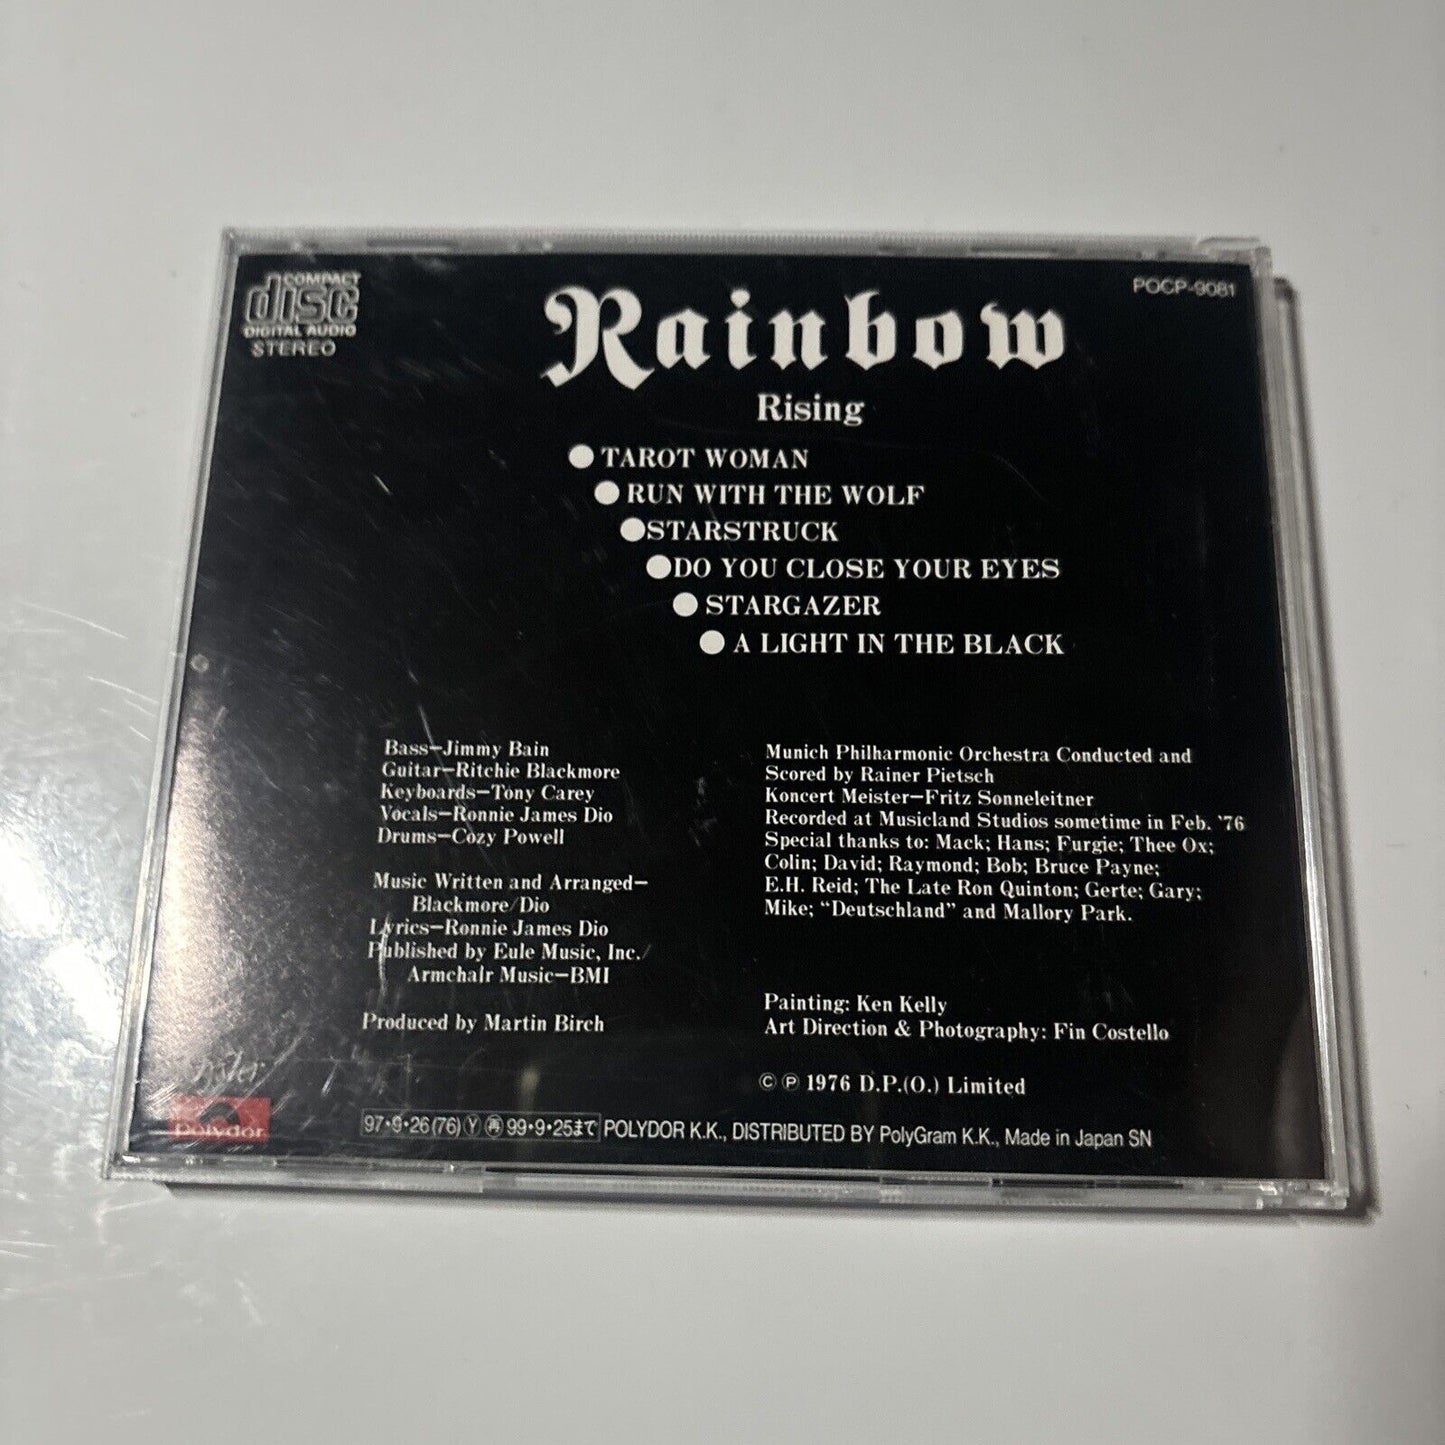 COMPACT
disc
DIGITAL AUDIO
STEREO
POCP-9081
Rainbow
Rising
● TAROT WOMAN
● RUN WITH THE WOLF
●STARSTRUCK
●DO YOU CLOSE YOUR EYES
● STARGAZER
● A LIGHT IN THE BLACK
Bass—Jimmy Bain
Guitar—Ritchie Blackmore
Keyboards—Tony Carey
Vocals—Ronnie James Dio
Drums—Cozy Powell
Music Written and Arranged—
Blackmore/Dio
Lyrics—Ronnie James Dio
Published by Eule Music, Inc./
Armchair Music—BMI
Produced by Martin Birch
Munich Philharmonic Orchestra Conducted and
Scored by Rainer Pietsch
Koncert Meister—Fritz Sonneleitner
Recorded at Musicland Studios sometime in Feb. '76
Special thanks to: Mack; Hans; Furgie; Thee Ox;
Colin; David; Raymond; Bob; Bruce Payne;
E.H. Reid; The Late Ron Quinton; Gerte; Gary;
Mike; "Deutschland" and Mallory Park.
Painting: Ken Kelly
Art Direction & Photography: Fin Costello
Ⓒ Ⓟ 1976 D.P.(O.) Limited
Polydor
97・9・26(76)Ⓨ ㊢ 99・9・25まで POLYDOR K.K., DISTRIBUTED BY PolyGram K.K., Made in Japan SN